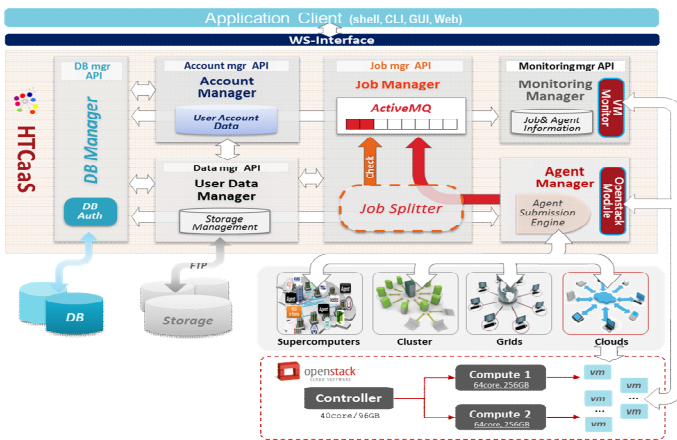 Application Client (shell, CLI, GUI, Web)
WS-Interface
HTCaaS
DB mgr
API
DB Manager
DB
Auth
Account mgr API
Account
Manager
User Account
Data
Data mgr API
User Data
Manager
Storage
Management
Job mgr API
Job Manager
ActiveMQ
Check
Job Splitter
Monitoring mgr API
Monitoring
Manager
Job& Agent
Information
VM
Monitor
Agent
Manager
Agent
Submission
Engine
Openstack
Module
DB
FTP
Storage
Supercomputers
Cluster
Grids
Clouds
openstack
CLOUD SOFTWARE
Controller
40core/96GB
Compute 1
64core, 256GB
Compute 2
64core, 256GB
vm
vm
...
...
vm
vm